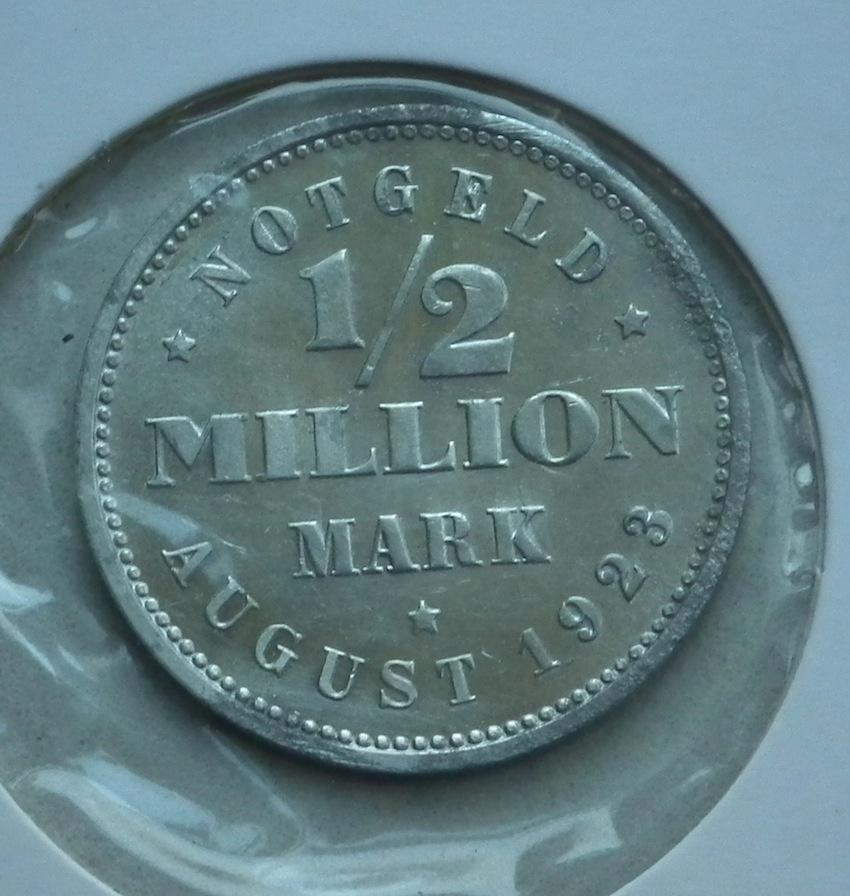 NOTGELD
1/2
MILLION
MARK
AUGUST 1923